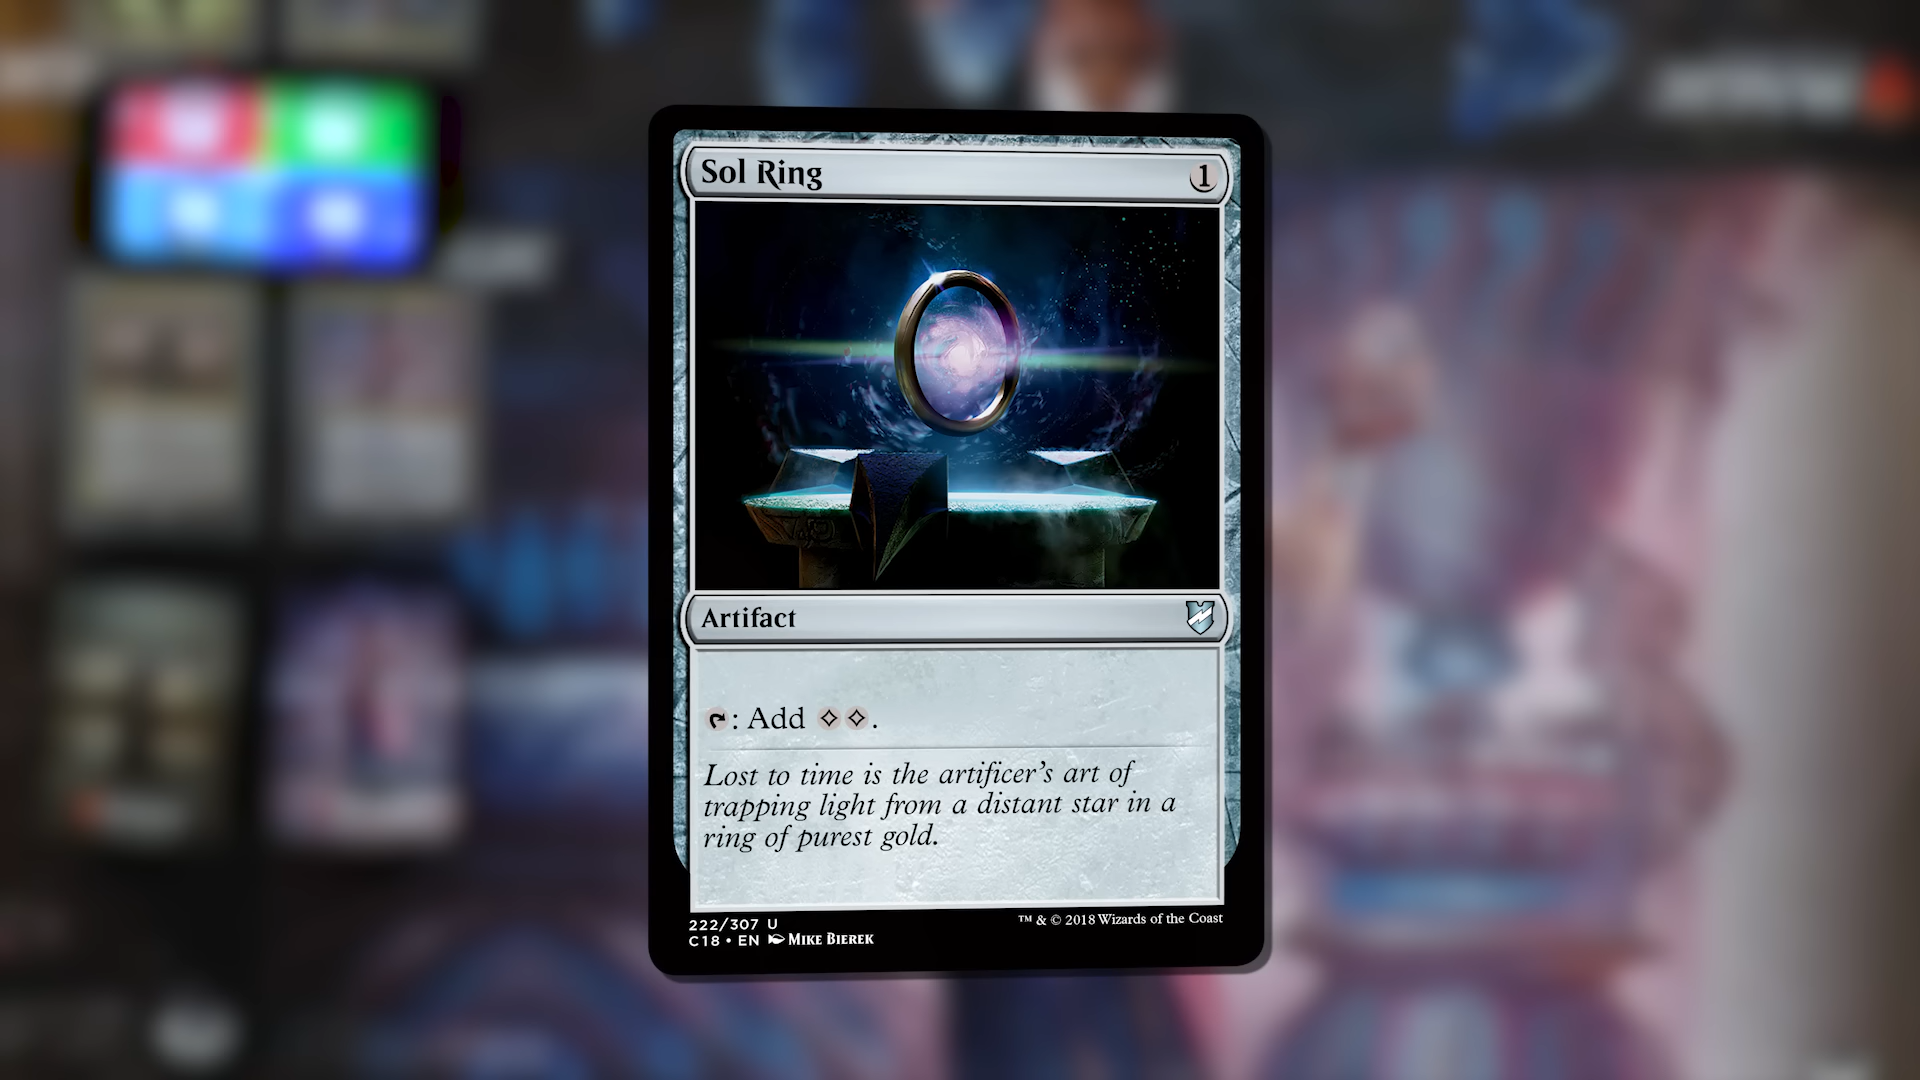 Sol Ring 1
Artifact
: Add .
Lost to time is the artificer's art of
trapping light from a distant star in a
ring of purest gold.
222/307 U
™ & © 2018 Wizards of the Coast
C18 • EN Mike Bierek